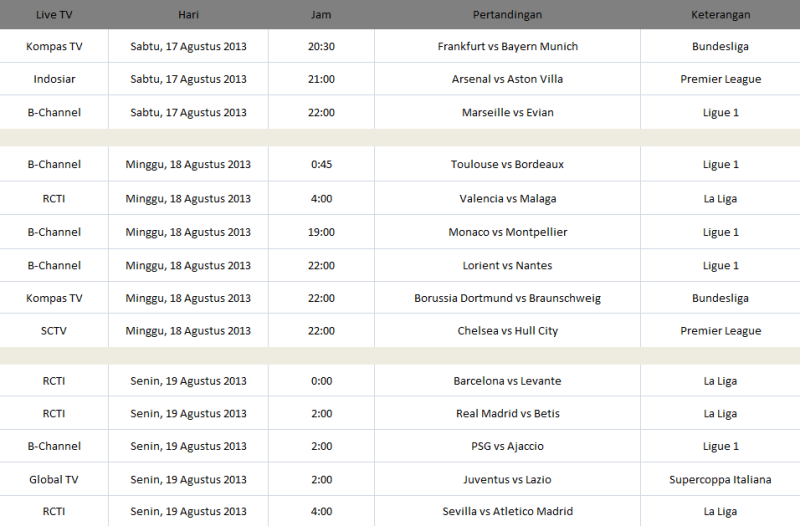 Live TV Hari Jam Pertandingan Keterangan
Kompas TV Sabtu, 17 Agustus 2013 20:30 Frankfurt vs Bayern Munich Bundesliga
Indosiar Sabtu, 17 Agustus 2013 21:00 Arsenal vs Aston Villa Premier League
B-Channel Sabtu, 17 Agustus 2013 22:00 Marseille vs Evian Ligue 1
B-Channel Minggu, 18 Agustus 2013 0:45 Toulouse vs Bordeaux Ligue 1
RCTI Minggu, 18 Agustus 2013 4:00 Valencia vs Malaga La Liga
B-Channel Minggu, 18 Agustus 2013 19:00 Monaco vs Montpellier Ligue 1
B-Channel Minggu, 18 Agustus 2013 22:00 Lorient vs Nantes Ligue 1
Kompas TV Minggu, 18 Agustus 2013 22:00 Borussia Dortmund vs Braunschweig Bundesliga
SCTV Minggu, 18 Agustus 2013 22:00 Chelsea vs Hull City Premier League
RCTI Senin, 19 Agustus 2013 0:00 Barcelona vs Levante La Liga
RCTI Senin, 19 Agustus 2013 2:00 Real Madrid vs Betis La Liga
B-Channel Senin, 19 Agustus 2013 2:00 PSG vs Ajaccio Ligue 1
Global TV Senin, 19 Agustus 2013 2:00 Juventus vs Lazio Supercoppa Italiana
RCTI Senin, 19 Agustus 2013 4:00 Sevilla vs Atletico Madrid La Liga